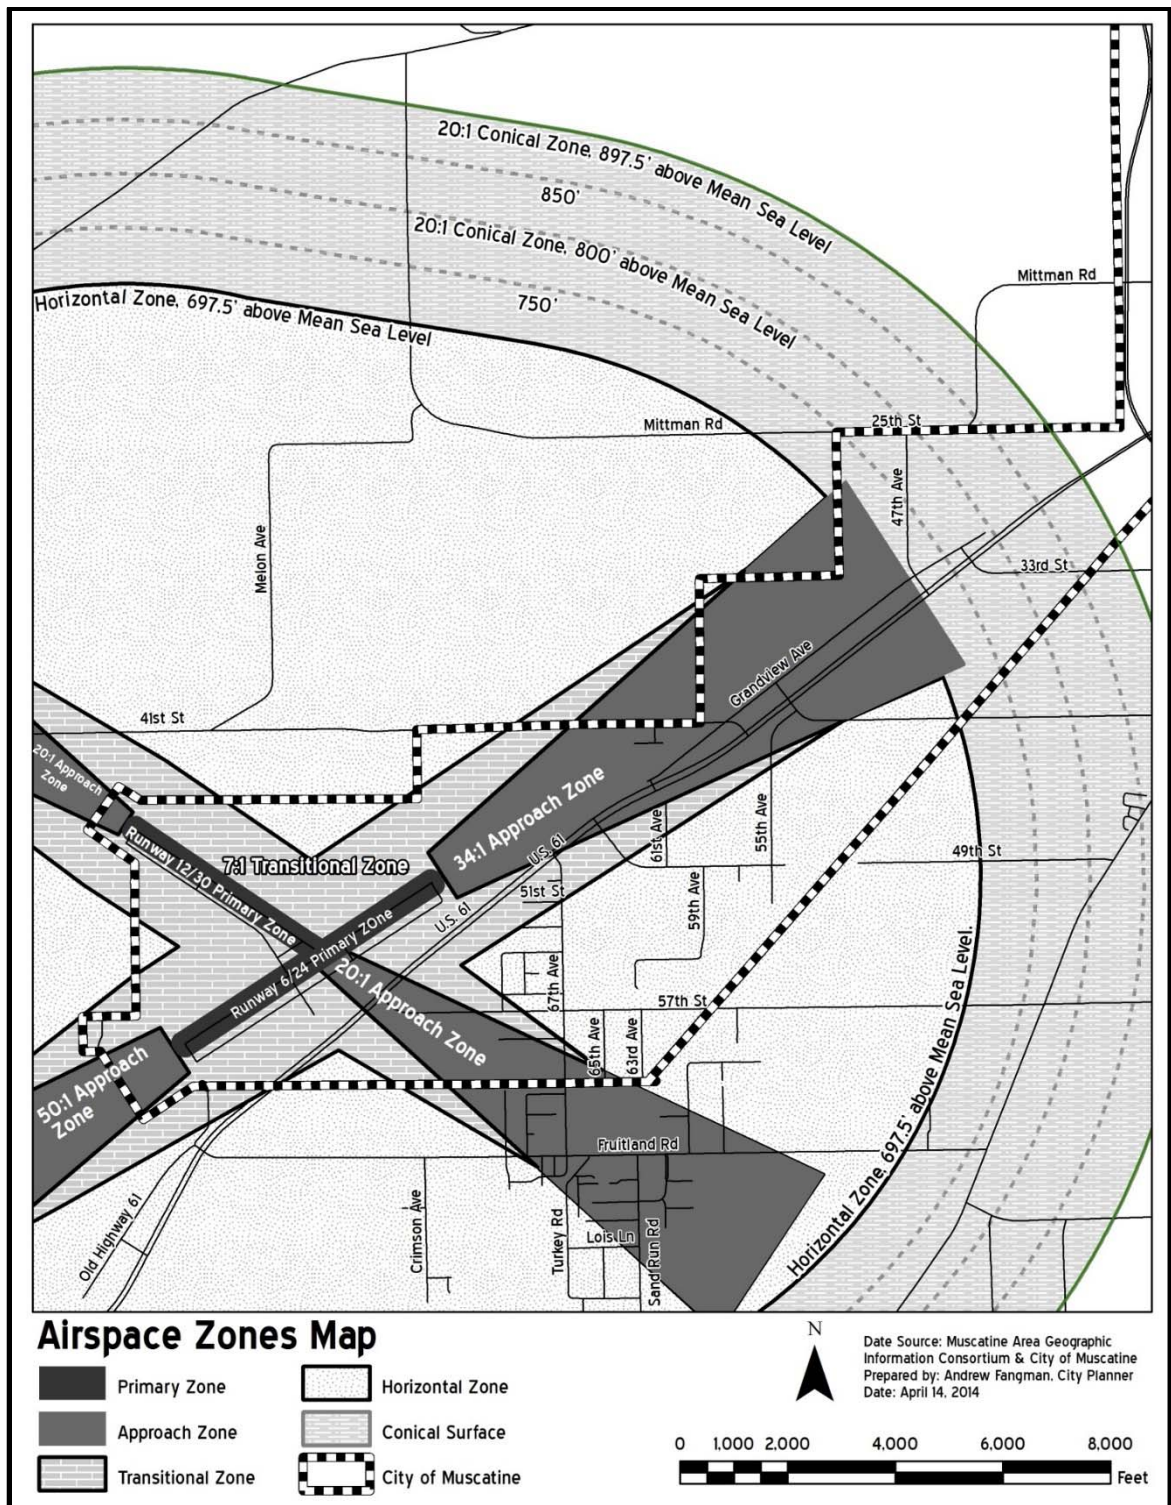 20:1 Conical Zone, 897.5' above Mean Sea Level
850'
20:1 Conical Zone, 800' above Mean Sea Level
750'
Horizontal Zone, 697.5' above Mean Sea Level
Mittman Rd
Mittman Rd
25th St
47th Ave
33rd St
Melon Ave
Grandview Ave
41st St
20:1 Approach
Zone
34:1 Approach Zone
U.S. 61
61st Ave
55th Ave
49th St
Runway 12/30 Primary Zone
7:1 Transitional Zone
51st St
59th Ave
U.S. 61
Runway 6/24 Primary ZOne
20:1 Approach Zone
67th Ave
57th St
65th Ave
63rd Ave
50:1 Approach
Zone
Horizontal Zone, 697.5' above Mean Sea Level.
Fruitland Rd
Old Highway 61
Crimson Ave
Turkey Rd
Lois Ln
Sand Run Rd
Airspace Zones Map
Primary Zone
Approach Zone
Transitional Zone
Horizontal Zone
Conical Surface
City of Muscatine
N
Date Source: Muscatine Area Geographic
Information Consortium & City of Muscatine
Prepared by: Andrew Fangman, City Planner
Date: April 14, 2014
0 1,000 2,000 4,000 6,000 8,000
Feet